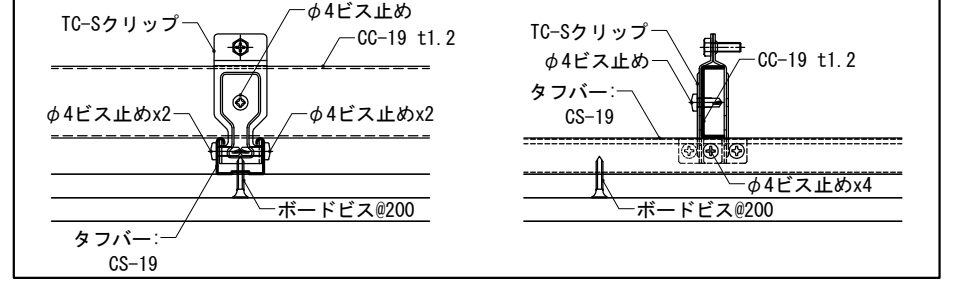 TC-Sクリップ
φ4ビス止め
CC-19 t1.2
φ4ビス止めx2
φ4ビス止めx2
ボードビス@200
タフバー:
CS-19
TC-Sクリップ
φ4ビス止め
CC-19 t1.2
タフバー:
CS-19
φ4ビス止めx4
ボードビス@200